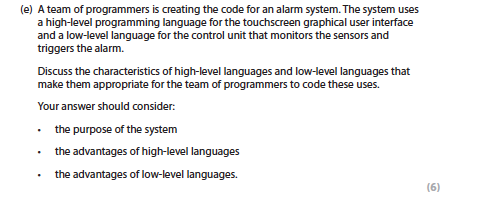 (e) A team of programmers is creating the code for an alarm system. The system uses
a high-level programming language for the touchscreen graphical user interface
and a low-level language for the control unit that monitors the sensors and
triggers the alarm.
Discuss the characteristics of high-level languages and low-level languages that
make them appropriate for the team of programmers to code these uses.
Your answer should consider:
• the purpose of the system
• the advantages of high-level languages
• the advantages of low-level languages.
(6)